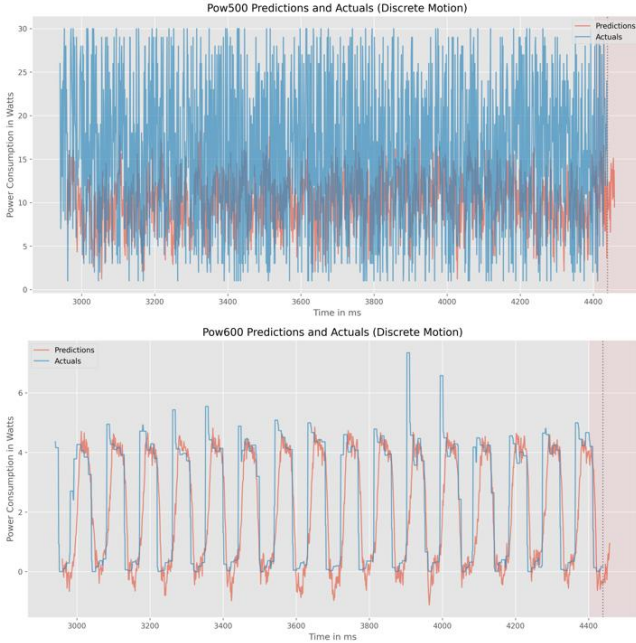 Pow500 Predictions and Actuals (Discrete Motion)
Predictions
Actuals
Power Consumption in Watts
30
25
20
15
10
5
0
3000 3200 3400 3600 3800 4000 4200 4400
Time in ms
Pow600 Predictions and Actuals (Discrete Motion)
Predictions
Actuals
Power Consumption in Watts
6
4
2
0
3000 3200 3400 3600 3800 4000 4200 4400
Time in ms